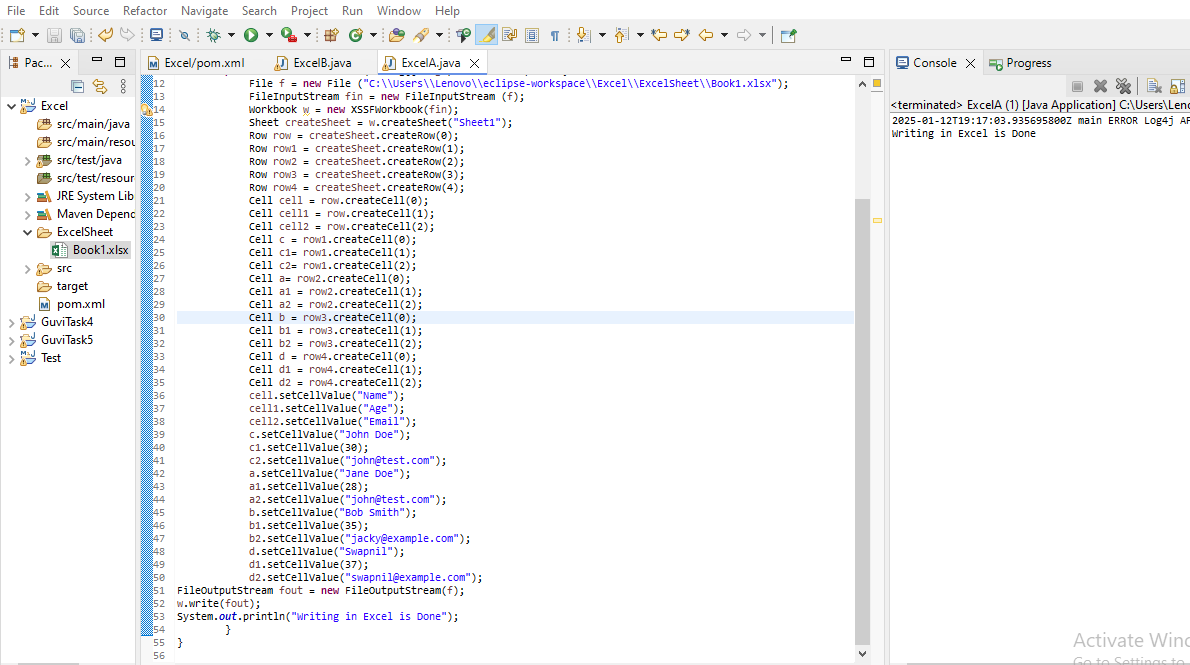 File Edit Source Refactor Navigate Search Project Run Window Help
Pac...
Excel/pom.xml
ExcelB.java
ExcelA.java
Console
Progress
Excel
src/main/java
src/main/resou
src/test/java
src/test/resour
JRE System Lib
Maven Depend
ExcelSheet
Book1.xlsx
src
target
pom.xml
GuviTask4
GuviTask5
Test
12 File f = new File ("C:\\Users\\Lenovo\\eclipse-workspace\\Excel\\ExcelSheet\\Book1.xlsx");
13 FileInputStream fin = new FileInputStream (f);
14 Workbook w = new XSSFWorkbook(fin);
15 Sheet createSheet = w.createSheet("Sheet1");
16 Row row = createSheet.createRow(0);
17 Row row1 = createSheet.createRow(1);
18 Row row2 = createSheet.createRow(2);
19 Row row3 = createSheet.createRow(3);
20 Row row4 = createSheet.createRow(4);
21 Cell cell = row.createCell(0);
22 Cell cell1 = row.createCell(1);
23 Cell cell2 = row.createCell(2);
24 Cell c = row1.createCell(0);
25 Cell c1= row1.createCell(1);
26 Cell c2= row1.createCell(2);
27 Cell a= row2.createCell(0);
28 Cell a1 = row2.createCell(1);
29 Cell a2 = row2.createCell(2);
30 Cell b = row3.createCell(0);
31 Cell b1 = row3.createCell(1);
32 Cell b2 = row3.createCell(2);
33 Cell d = row4.createCell(0);
34 Cell d1 = row4.createCell(1);
35 Cell d2 = row4.createCell(2);
36 cell.setCellValue("Name");
37 cell1.setCellValue("Age");
38 cell2.setCellValue("Email");
39 c.setCellValue("John Doe");
40 c1.setCellValue(30);
41 c2.setCellValue("john@test.com");
42 a.setCellValue("Jane Doe");
43 a1.setCellValue(28);
44 a2.setCellValue("john@test.com");
45 b.setCellValue("Bob Smith");
46 b1.setCellValue(35);
47 b2.setCellValue("jacky@example.com");
48 d.setCellValue("Swapnil");
49 d1.setCellValue(37);
50 d2.setCellValue("swapnil@example.com");
51 FileOutputStream fout = new FileOutputStream(f);
52 w.write(fout);
53 System.out.println("Writing in Excel is Done");
54 }
55 }
56
<terminated> ExcelA (1) [Java Application] C:\Users\Leno
2025-01-12T19:17:03.935695800Z main ERROR Log4j AP
Writing in Excel is Done
Activate Winc
Go to Settings to